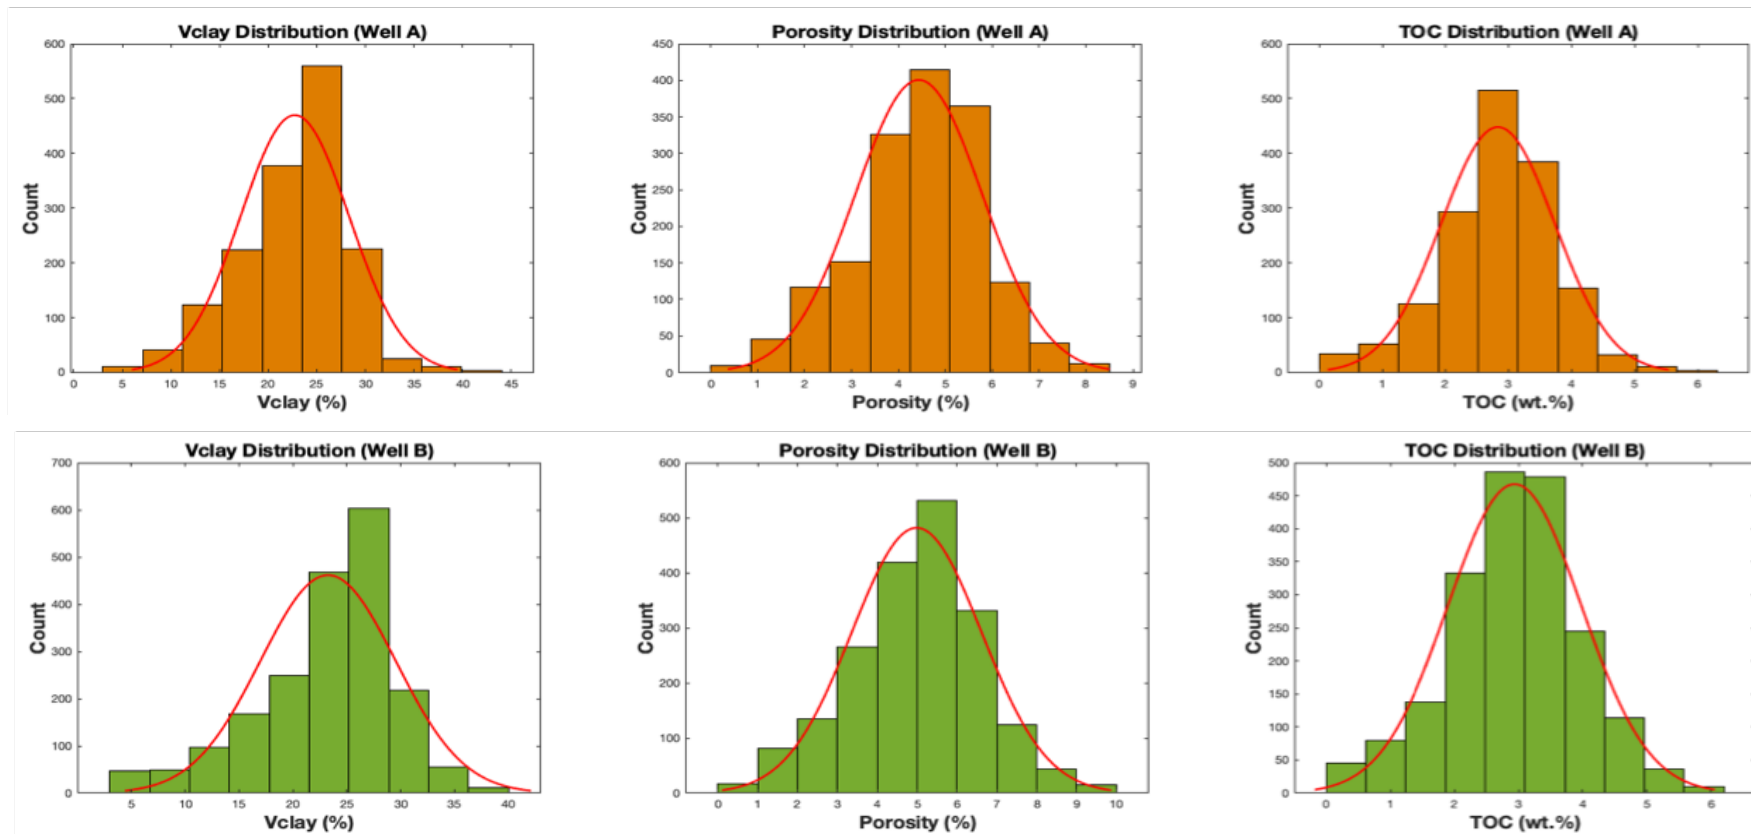 Vclay Distribution (Well A)
600
500
400
300
200
100
0
Count
0 5 10 15 20 25 30 35 40 45
Vclay (%)
Porosity Distribution (Well A)
450
400
350
300
250
200
150
100
50
0
Count
0 1 2 3 4 5 6 7 8 9
Porosity (%)
TOC Distribution (Well A)
600
500
400
300
200
100
0
Count
0 1 2 3 4 5 6
TOC (wt.%)
Vclay Distribution (Well B)
700
600
500
400
300
200
100
0
Count
5 10 15 20 25 30 35 40
Vclay (%)
Porosity Distribution (Well B)
600
500
400
300
200
100
0
Count
0 1 2 3 4 5 6 7 8 9 10
Porosity (%)
TOC Distribution (Well B)
500
450
400
350
300
250
200
150
100
50
0
Count
0 1 2 3 4 5 6
TOC (wt.%)